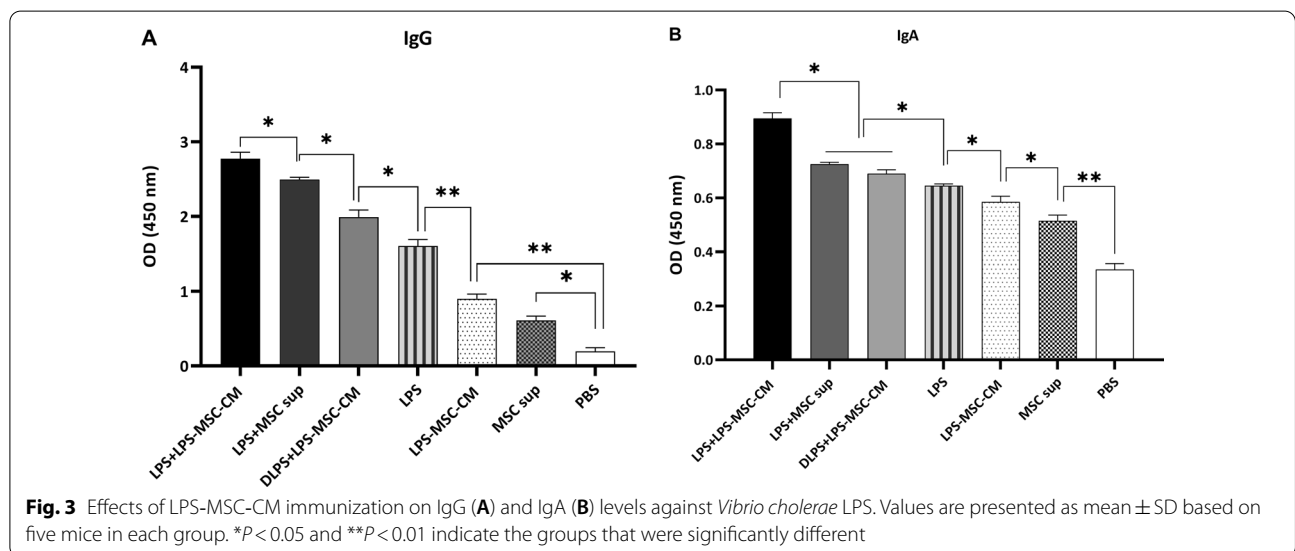 A
IgG
OD (450 nm)
4
3
2
1
0
*
*
*
**
**
*
LPS+LPS-MSC-CM
LPS+MSC sup
DLPS+LPS-MSC-CM
LPS
LPS-MSC-CM
MSC sup
PBS
B
IgA
OD (450 nm)
1.0
0.8
0.6
0.4
0.2
0.0
*
*
*
*
**
LPS+LPS-MSC-CM
LPS+MSC sup
DLPS+LPS-MSC-CM
LPS
LPS-MSC-CM
MSC sup
PBS
Fig. 3 Effects of LPS-MSC-CM immunization on IgG (A) and IgA (B) levels against Vibrio cholerae LPS. Values are presented as mean ± SD based on
five mice in each group. *P < 0.05 and **P < 0.01 indicate the groups that were significantly different